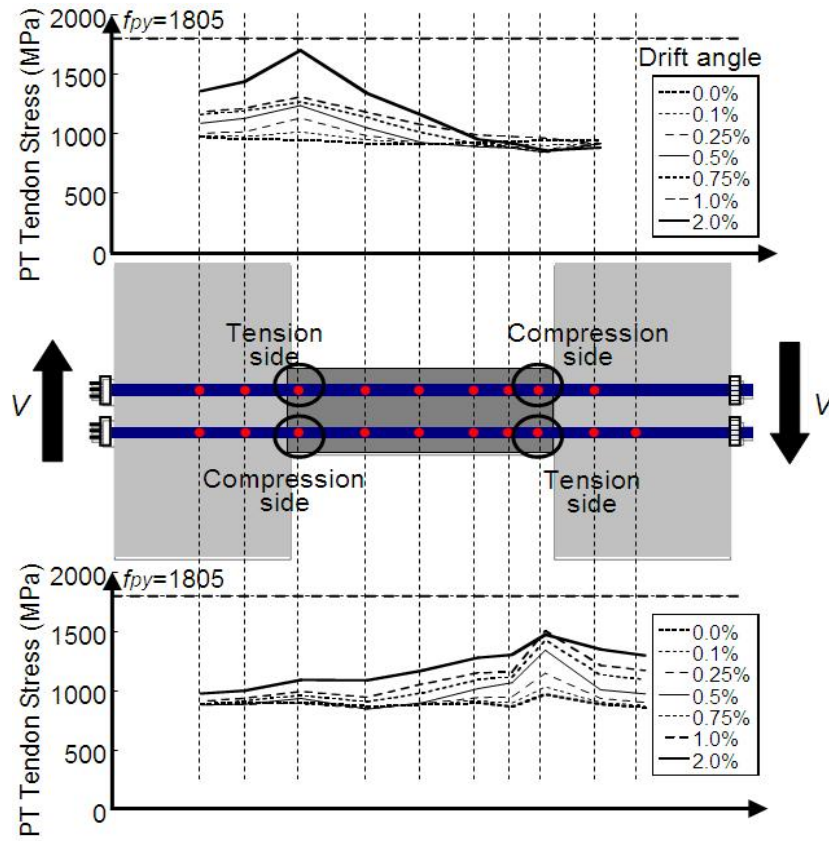 PT Tendon Stress (MPa)
2000
1500
1000
500
0
fpy=1805
Drift angle
0.0%
0.1%
0.25%
0.5%
0.75%
1.0%
2.0%
Tension
side
Compression
side
V
V
Compression
side
Tension
side
PT Tendon Stress (MPa)
2000
1500
1000
500
0
fpy=1805
0.0%
0.1%
0.25%
0.5%
0.75%
1.0%
2.0%